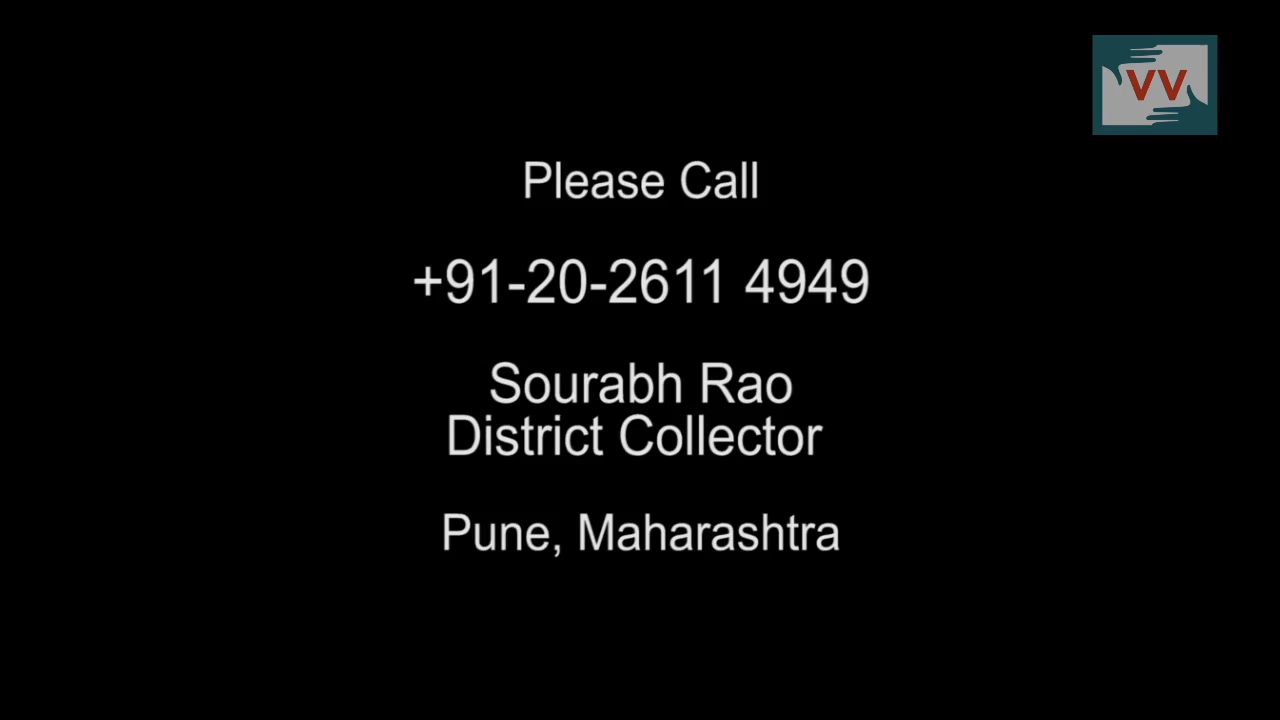 VV
Please Call
+91-20-2611 4949
Sourabh Rao
District Collector
Pune, Maharashtra